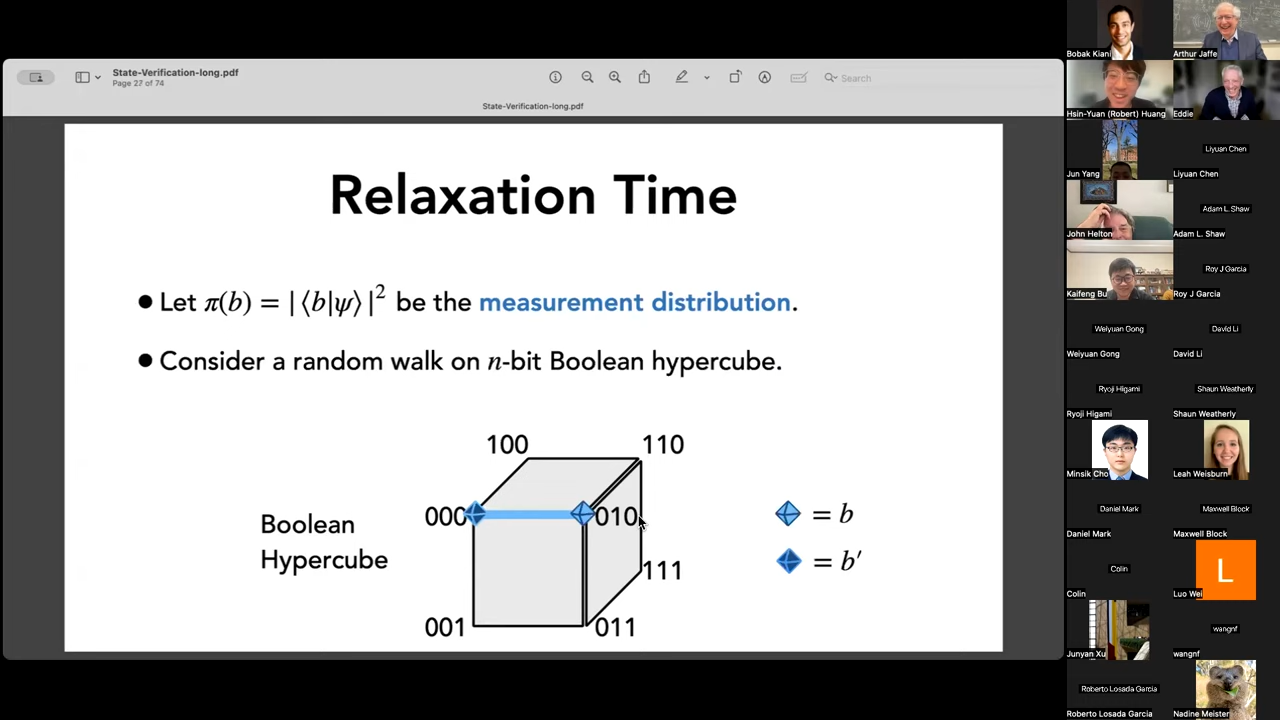 State-Verification-long.pdf
Page 27 of 74
Search
State-Verification-long.pdf
Relaxation Time
● Let π(b) = |⟨b|ψ⟩|² be the measurement distribution.
● Consider a random walk on n-bit Boolean hypercube.
100
110
000
010
Boolean
Hypercube
111
001
011
= b
= b′
Bobak Kiani
Arthur Jaffe
Hsin-Yuan (Robert) Huang
Eddie
Jun Yang
Liyuan Chen
Liyuan Chen
John Helton
Adam L. Shaw
Adam L. Shaw
Kaifeng Bu
Roy J Garcia
Roy J Garcia
Weiyuan Gong
Weiyuan Gong
David Li
David Li
Ryoji Higami
Ryoji Higami
Shaun Weatherly
Shaun Weatherly
Minsik Cho
Leah Weisburn
Daniel Mark
Daniel Mark
Maxwell Block
Maxwell Block
Colin
Colin
L
Luo Wei
Junyan Xu
wangnf
wangnf
Roberto Losada Garcia
Roberto Losada Garcia
Nadine Meister